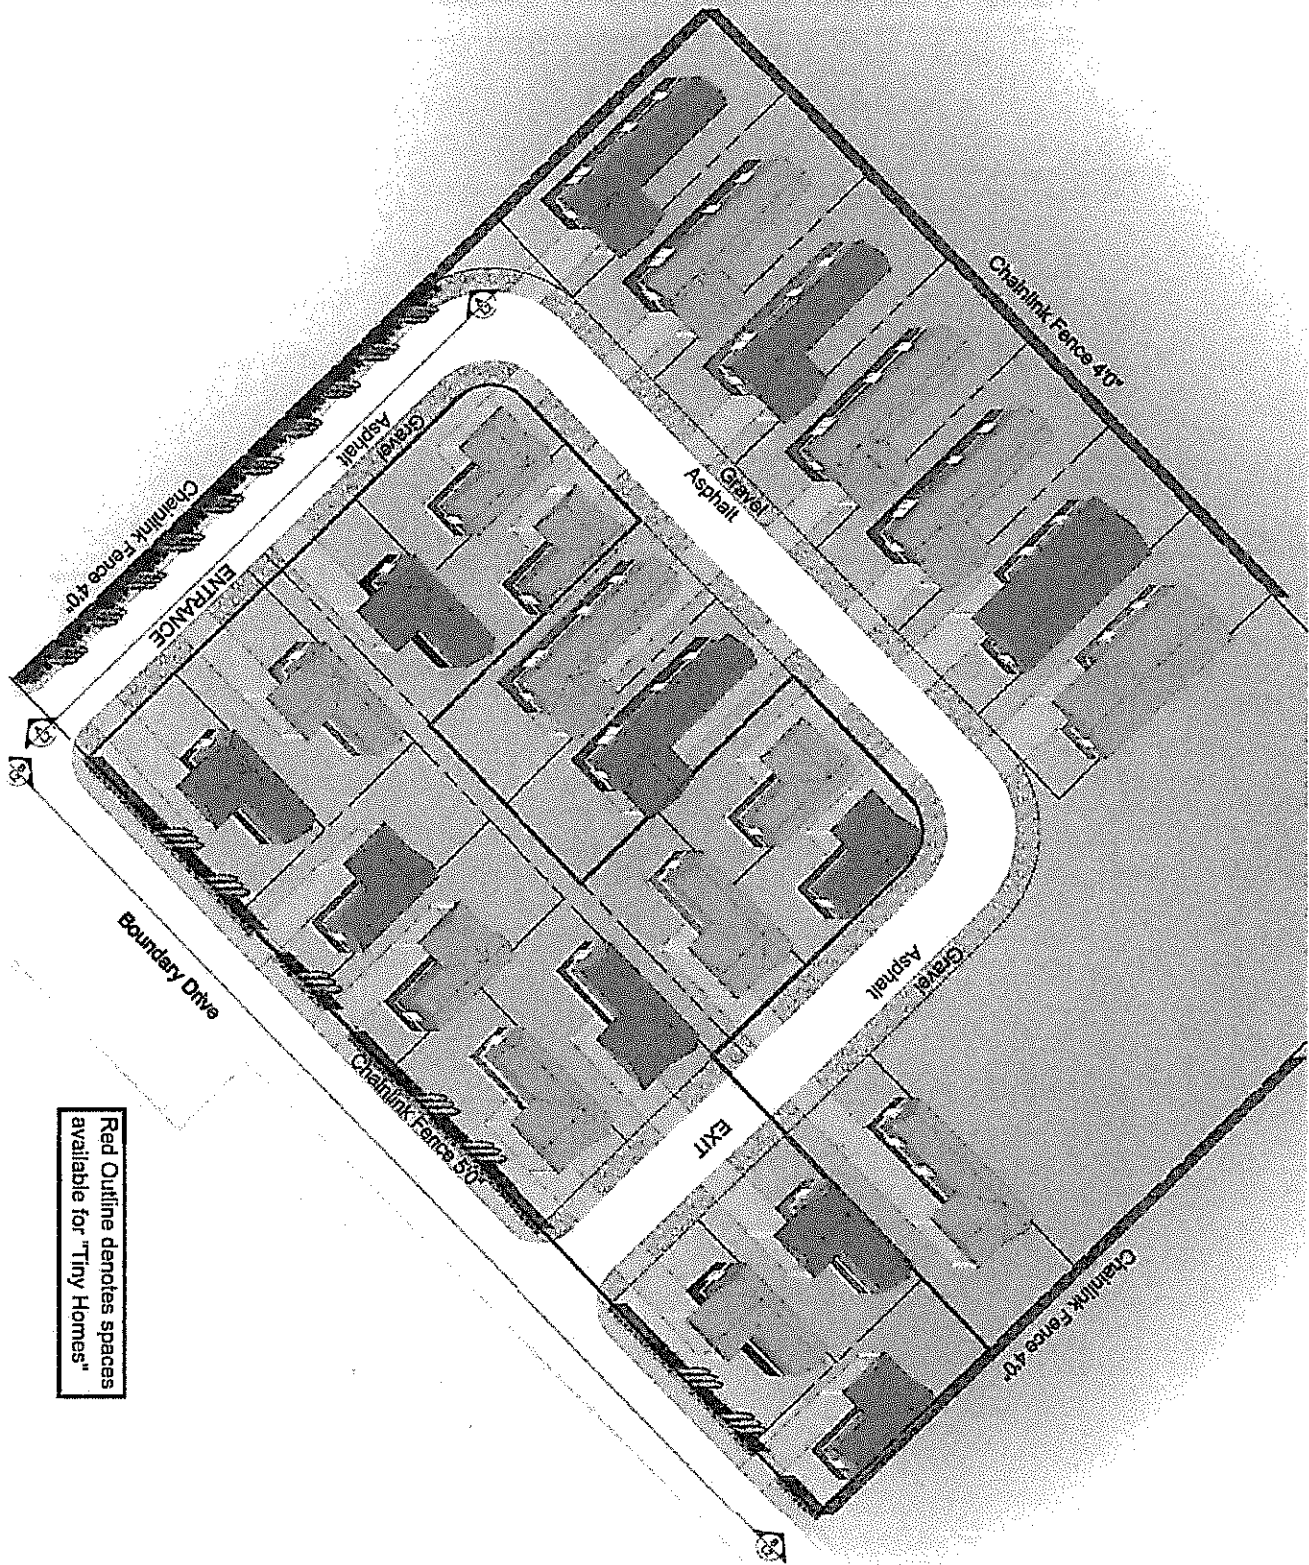 Chainlink Fence 4'0"
Gravel
Asphalt
Gravel
Asphalt
Chainlink Fence 4'0"
ENTRANCE
Gravel
Asphalt
Boundary Drive
Chainlink Fence 5'0"
EXIT
Chainlink Fence 4'0"
Red Outline denotes spaces
available for "Tiny Homes"